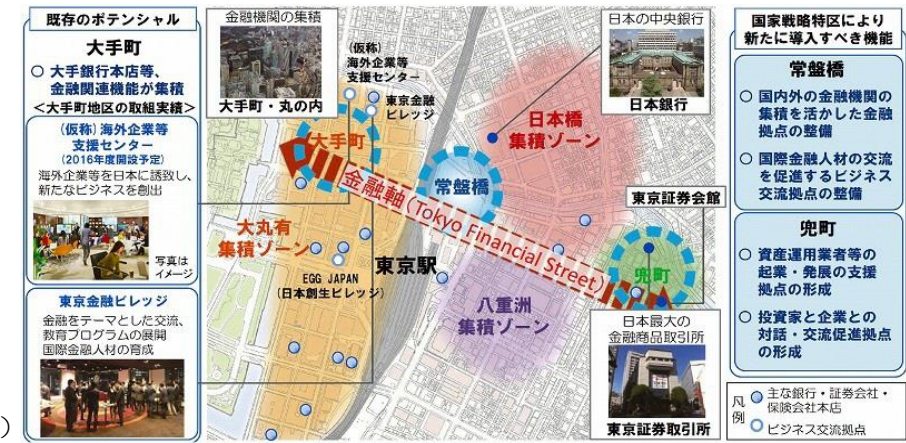 既存のポテンシャル
大手町
○ 大手銀行本店等、
金融関連機能が集積
<大手町地区の取組実績>
(仮称)海外企業等
支援センター
(2016年度開設予定)
海外企業等を日本に誘致し、
新たなビジネスを創出
写真は
イメージ
東京金融ビレッジ
金融をテーマとした交流、
教育プログラムの展開
国際金融人材の育成
金融機関の集積
大手町・丸の内
(仮称)
海外企業等
支援センター
東京金融
ビレッジ
日本の中央銀行
日本銀行
大手町
日本橋
集積ゾーン
常盤橋
金融軸(Tokyo Financial Street)
東京証券会館
大丸有
集積ゾーン
東京駅
兜町
EGG JAPAN
(日本創生ビレッジ)
八重洲
集積ゾーン
日本最大の
金融商品取引所
東京証券取引所
国家戦略特区により
新たに導入すべき機能
常盤橋
○ 国内外の金融機関の
集積を活かした金融
拠点の整備
○ 国際金融人材の交流
を促進するビジネス
交流拠点の整備
兜町
○ 資産運用業者等の
起業・発展の支援
拠点の形成
○ 投資家と企業との
対話・交流促進拠点
の形成
凡例
主な銀行・証券会社・
保険会社本店
ビジネス交流拠点
)